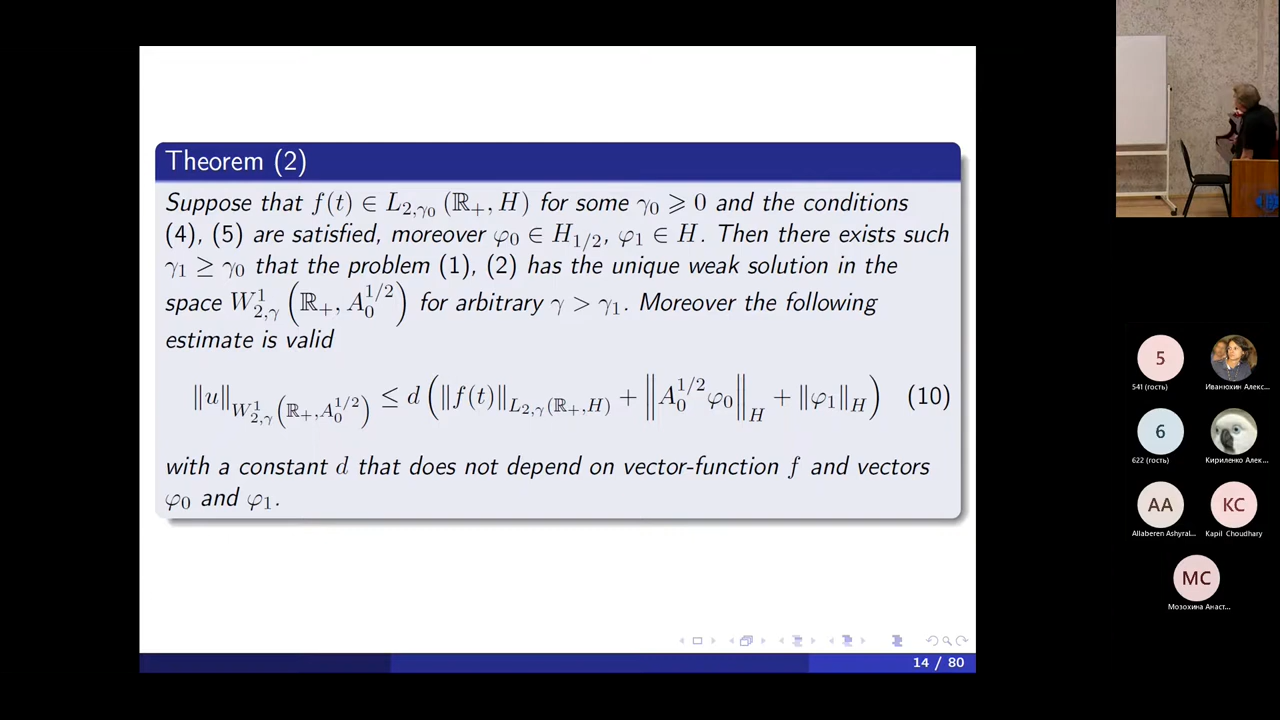 Theorem (2)
Suppose that f(t) ∈ L_{2,γ_0} (ℝ_+, H) for some γ_0 ⩾ 0 and the conditions
(4), (5) are satisfied, moreover φ_0 ∈ H_{1/2}, φ_1 ∈ H. Then there exists such
γ_1 ≥ γ_0 that the problem (1), (2) has the unique weak solution in the
space W^1_{2,γ} (ℝ_+, A_0^{1/2}) for arbitrary γ > γ_1. Moreover the following
estimate is valid
‖u‖_{W^1_{2,γ}(ℝ_+, A_0^{1/2})} ≤ d (‖f(t)‖_{L_{2,γ}(ℝ_+,H)} + ‖A_0^{1/2} φ_0‖_H + ‖φ_1‖_H) (10)
with a constant d that does not depend on vector-function f and vectors
φ_0 and φ_1.
14 / 80
5
541 (гость)
Иванюхин Алекс...
6
622 (гость)
Кириленко Алек...
AA
Allaberen Ashyral...
KC
Kapil Choudhary
МС
Мозохина Анаст...